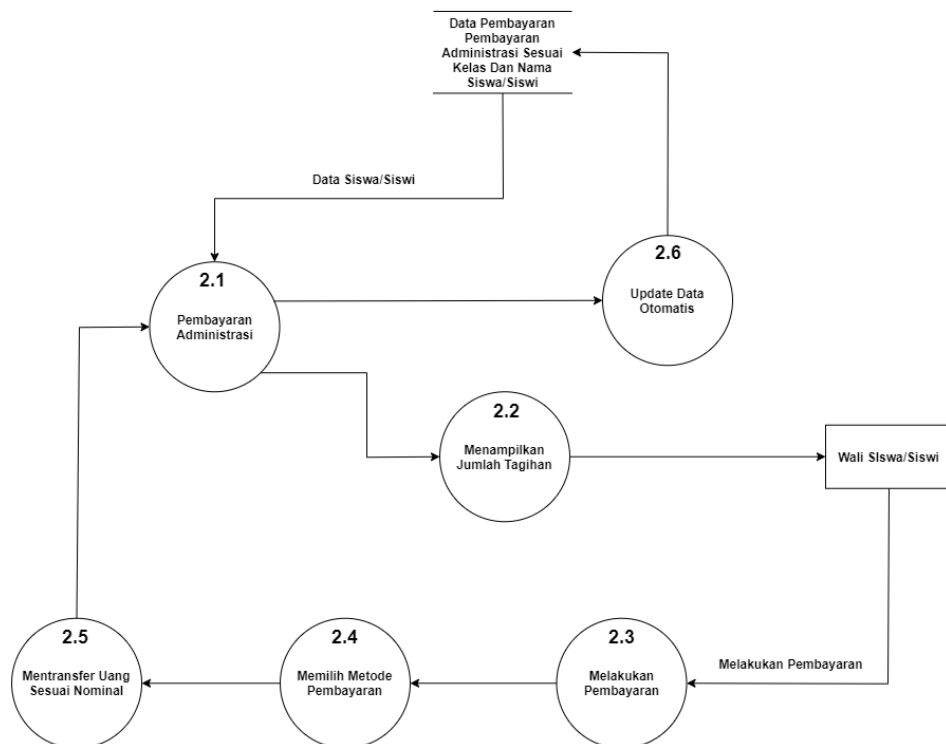 Data Pembayaran
Pembayaran
Administrasi Sesuai
Kelas Dan Nama
Siswa/Siswi
Data Siswa/Siswi
2.1
Pembayaran
Administrasi
2.6
Update Data
Otomatis
2.2
Menampilkan
Jumlah Tagihan
Wali SIswa/Siswi
Melakukan Pembayaran
2.5
Mentransfer Uang
Sesuai Nominal
2.4
Memilih Metode
Pembayaran
2.3
Melakukan
Pembayaran